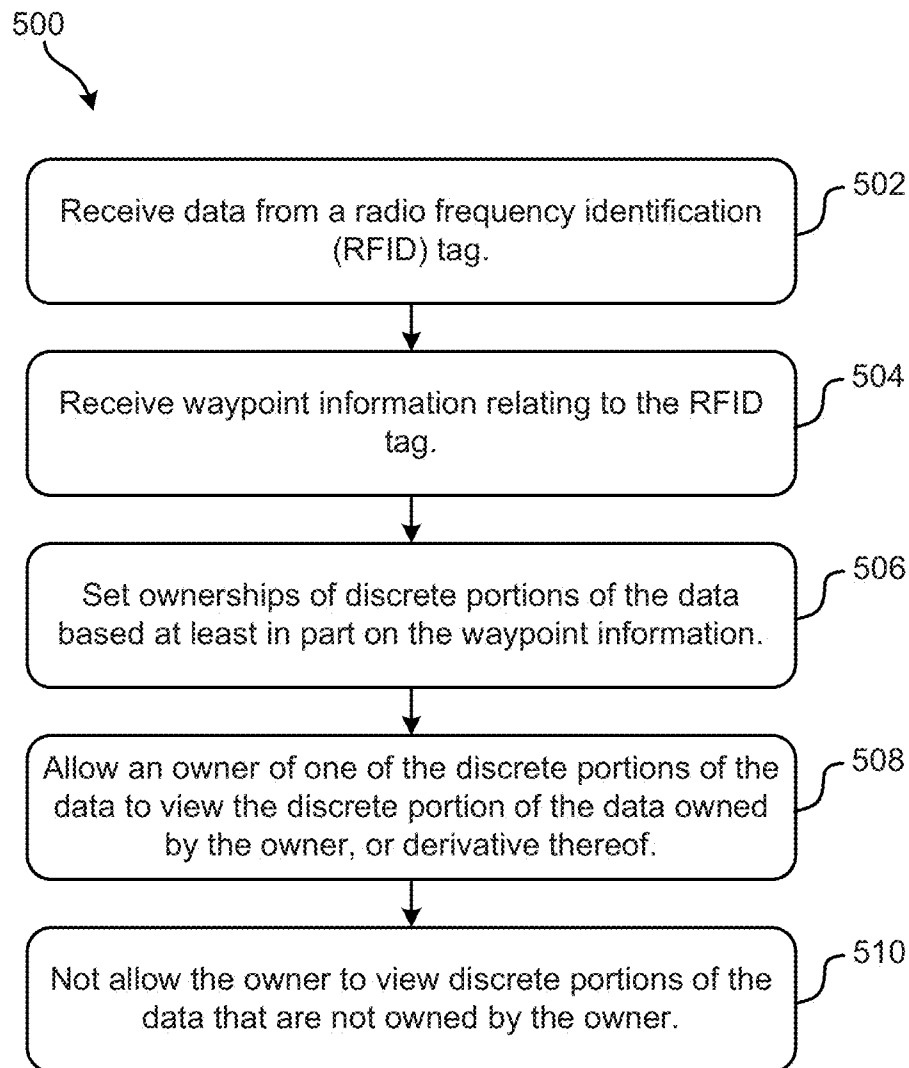 500
Receive data from a radio frequency identification
(RFID) tag.
502
Receive waypoint information relating to the RFID
tag.
504
Set ownerships of discrete portions of the data
based at least in part on the waypoint information.
506
Allow an owner of one of the discrete portions of the
data to view the discrete portion of the data owned
by the owner, or derivative thereof.
508
Not allow the owner to view discrete portions of the
data that are not owned by the owner.
510